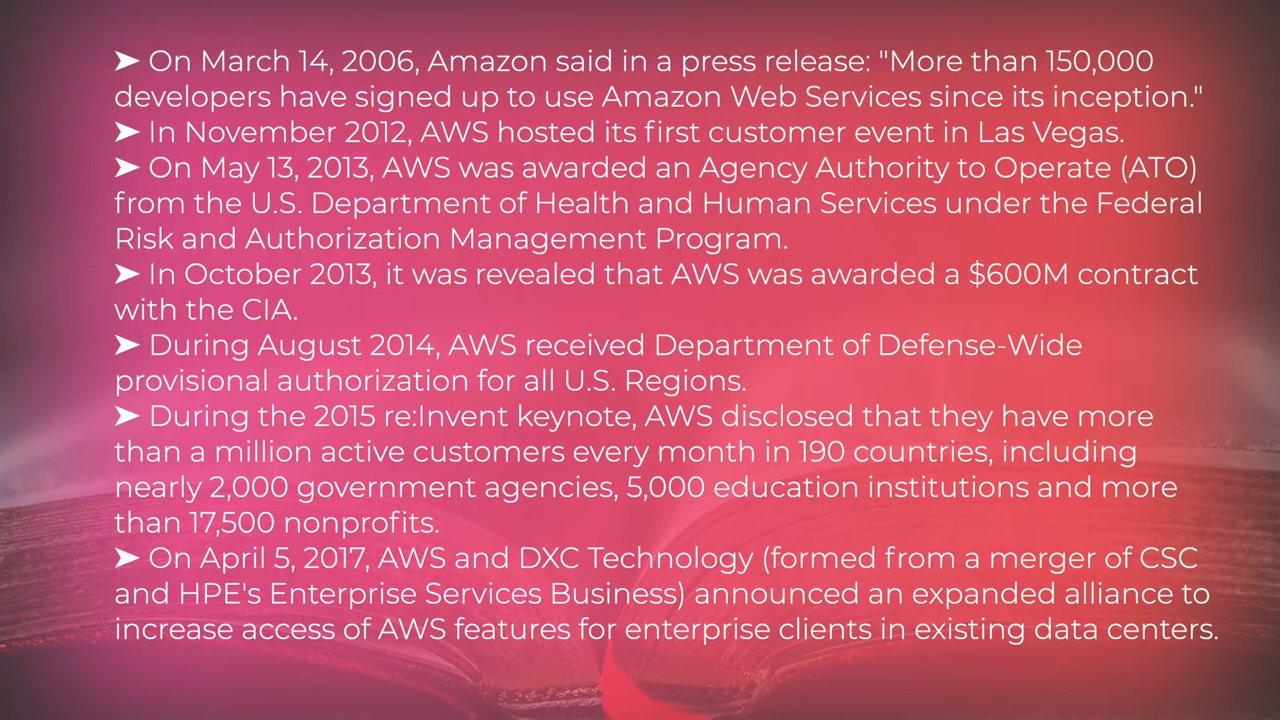 ➤ On March 14, 2006, Amazon said in a press release: "More than 150,000
developers have signed up to use Amazon Web Services since its inception."
➤ In November 2012, AWS hosted its first customer event in Las Vegas.
➤ On May 13, 2013, AWS was awarded an Agency Authority to Operate (ATO)
from the U.S. Department of Health and Human Services under the Federal
Risk and Authorization Management Program.
➤ In October 2013, it was revealed that AWS was awarded a $600M contract
with the CIA.
➤ During August 2014, AWS received Department of Defense-Wide
provisional authorization for all U.S. Regions.
➤ During the 2015 re:Invent keynote, AWS disclosed that they have more
than a million active customers every month in 190 countries, including
nearly 2,000 government agencies, 5,000 education institutions and more
than 17,500 nonprofits.
➤ On April 5, 2017, AWS and DXC Technology (formed from a merger of CSC
and HPE's Enterprise Services Business) announced an expanded alliance to
increase access of AWS features for enterprise clients in existing data centers.